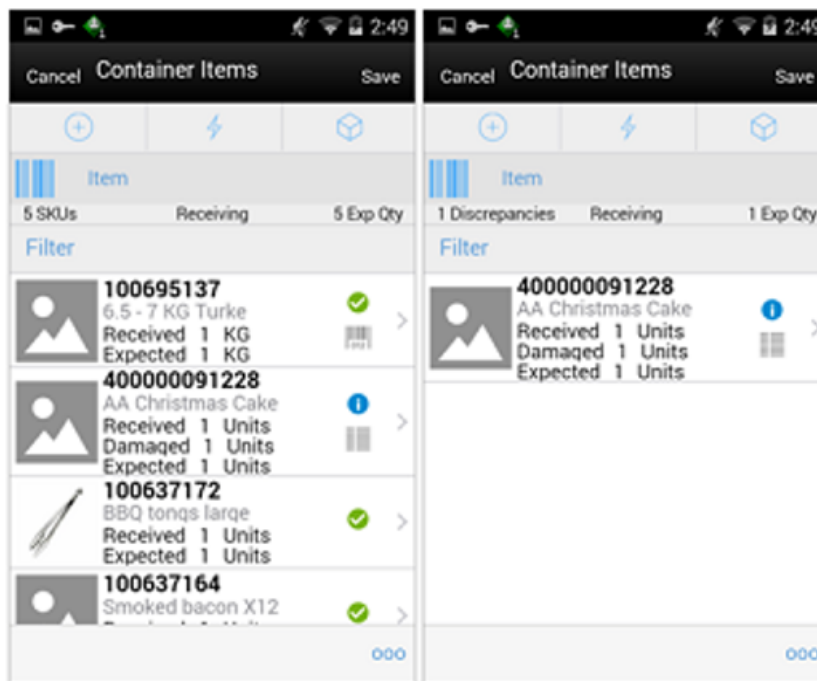 2:49
Cancel Container Items Save
Item
5 SKUs Receiving 5 Exp Qty
Filter
100695137
6.5 - 7 KG Turke
Received 1 KG
Expected 1 KG
400000091228
AA Christmas Cake
Received 1 Units
Damaged 1 Units
Expected 1 Units
100637172
BBQ tongs large
Received 1 Units
Expected 1 Units
100637164
Smoked bacon X12
2:49
Cancel Container Items Save
Item
1 Discrepancies Receiving 1 Exp Qty
Filter
400000091228
AA Christmas Cake
Received 1 Units
Damaged 1 Units
Expected 1 Units